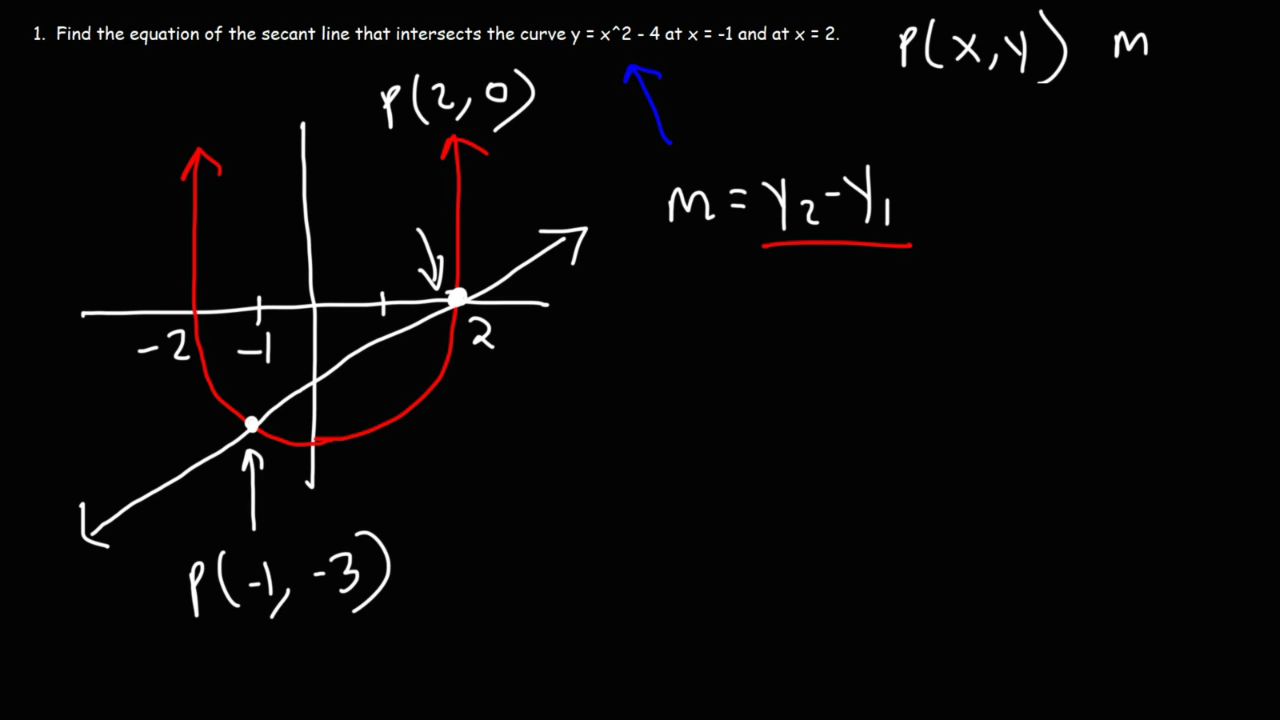 1. Find the equation of the secant line that intersects the curve y = x^2 - 4 at x = -1 and at x = 2.
P(x,y) m
P(2,0)
m = y₂-y₁
-2 -1 2
P(-1, -3)